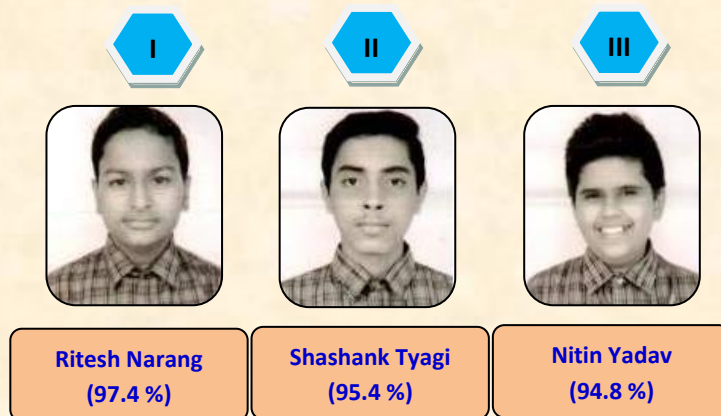 I
II
III
Ritesh Narang
(97.4 %)
Shashank Tyagi
(95.4 %)
Nitin Yadav
(94.8 %)